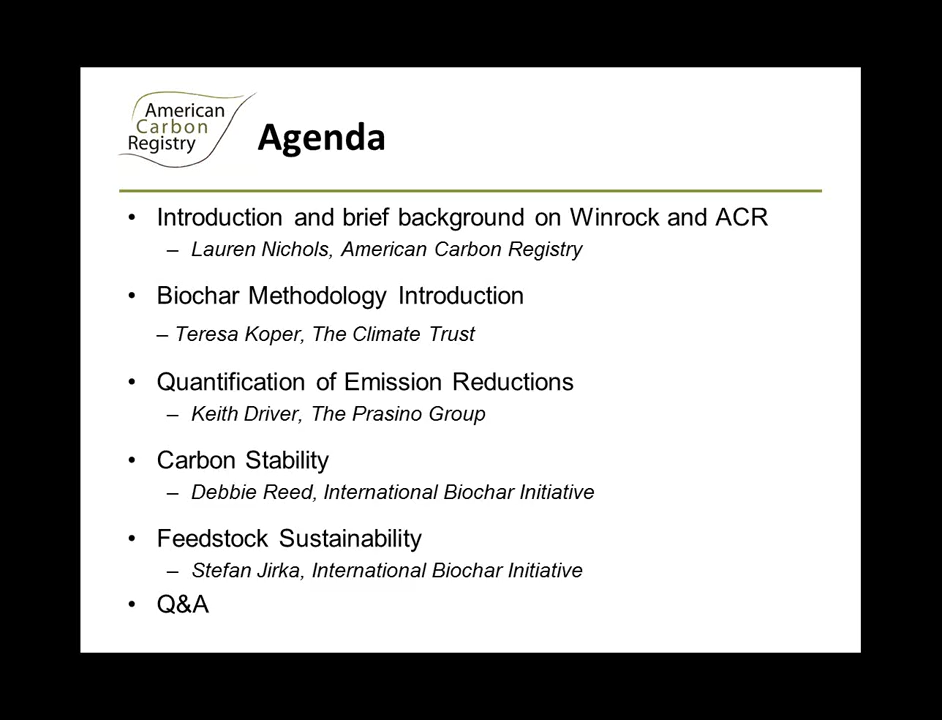 American
Carbon
Registry
Agenda
• Introduction and brief background on Winrock and ACR
– Lauren Nichols, American Carbon Registry
• Biochar Methodology Introduction
– Teresa Koper, The Climate Trust
• Quantification of Emission Reductions
– Keith Driver, The Prasino Group
• Carbon Stability
– Debbie Reed, International Biochar Initiative
• Feedstock Sustainability
– Stefan Jirka, International Biochar Initiative
• Q&A